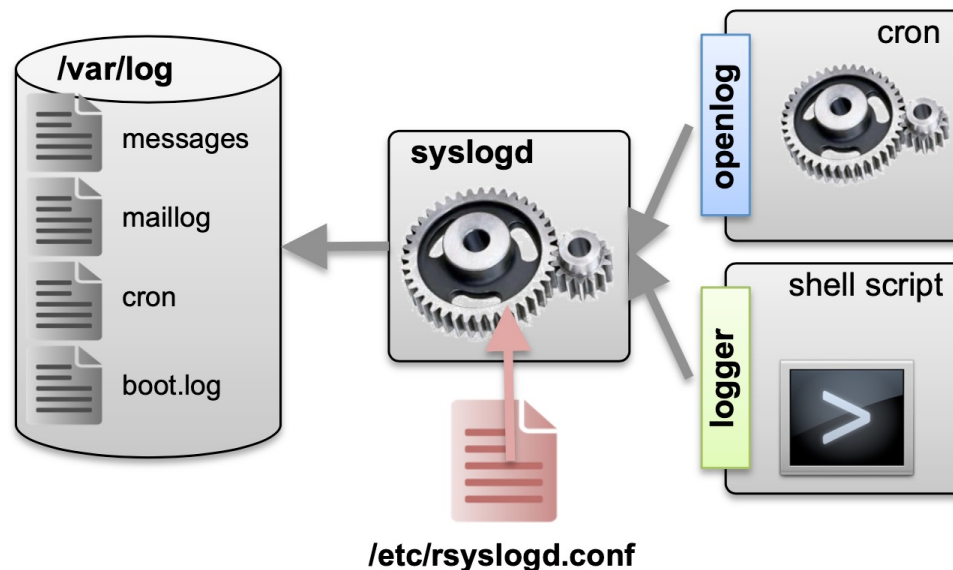 /var/log
messages
maillog
cron
boot.log
syslogd
/etc/rsyslogd.conf
openlog
cron
logger
shell script
>